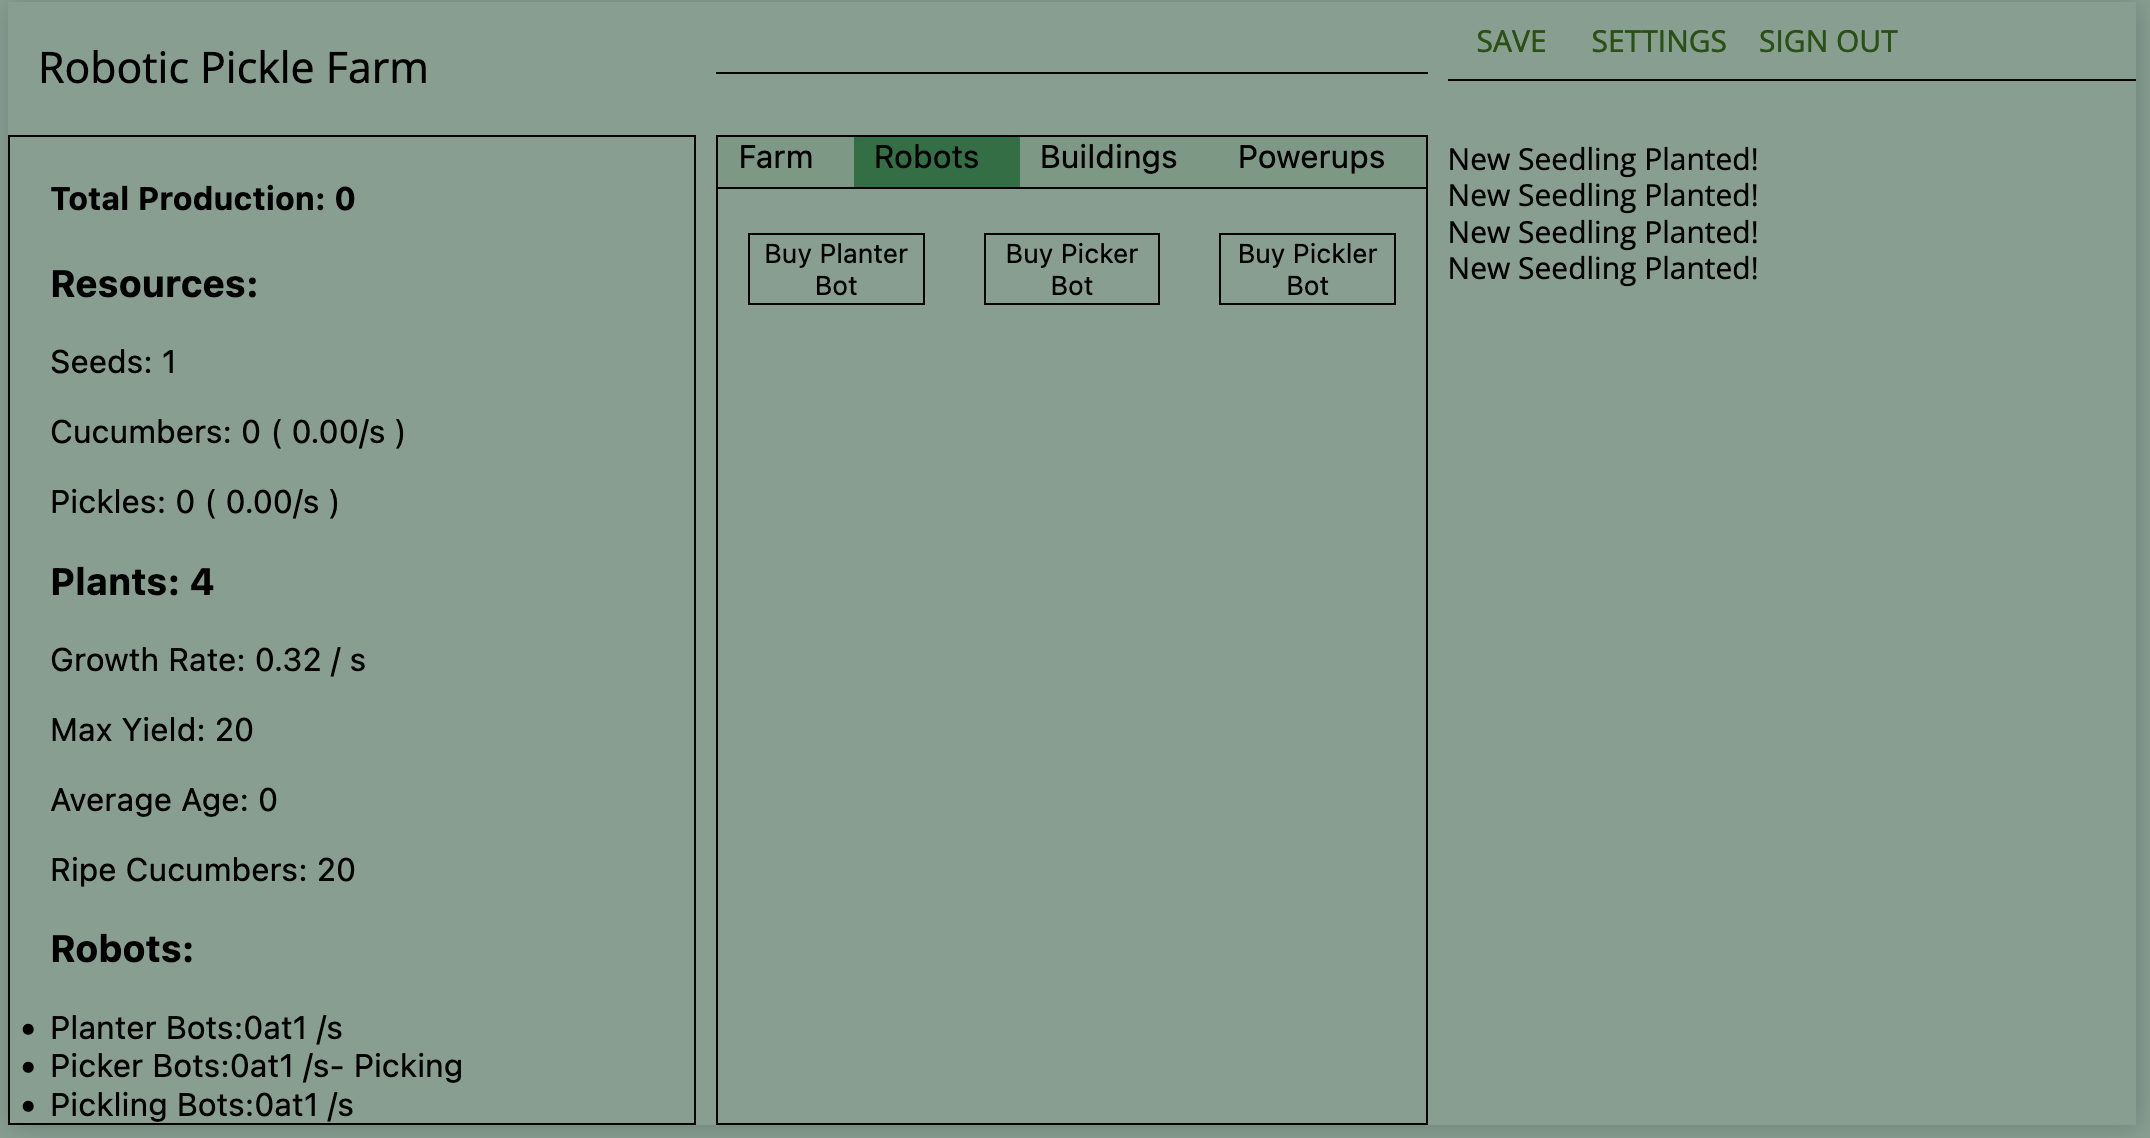 Robotic Pickle Farm
SAVE SETTINGS SIGN OUT
Total Production: 0
Resources:
Seeds: 1
Cucumbers: 0 ( 0.00/s )
Pickles: 0 ( 0.00/s )
Plants: 4
Growth Rate: 0.32 / s
Max Yield: 20
Average Age: 0
Ripe Cucumbers: 20
Robots:
• Planter Bots:0at1 /s
• Picker Bots:0at1 /s- Picking
• Pickling Bots:0at1 /s
Farm Robots Buildings Powerups
Buy Planter
Bot
Buy Picker
Bot
Buy Pickler
Bot
New Seedling Planted!
New Seedling Planted!
New Seedling Planted!
New Seedling Planted!